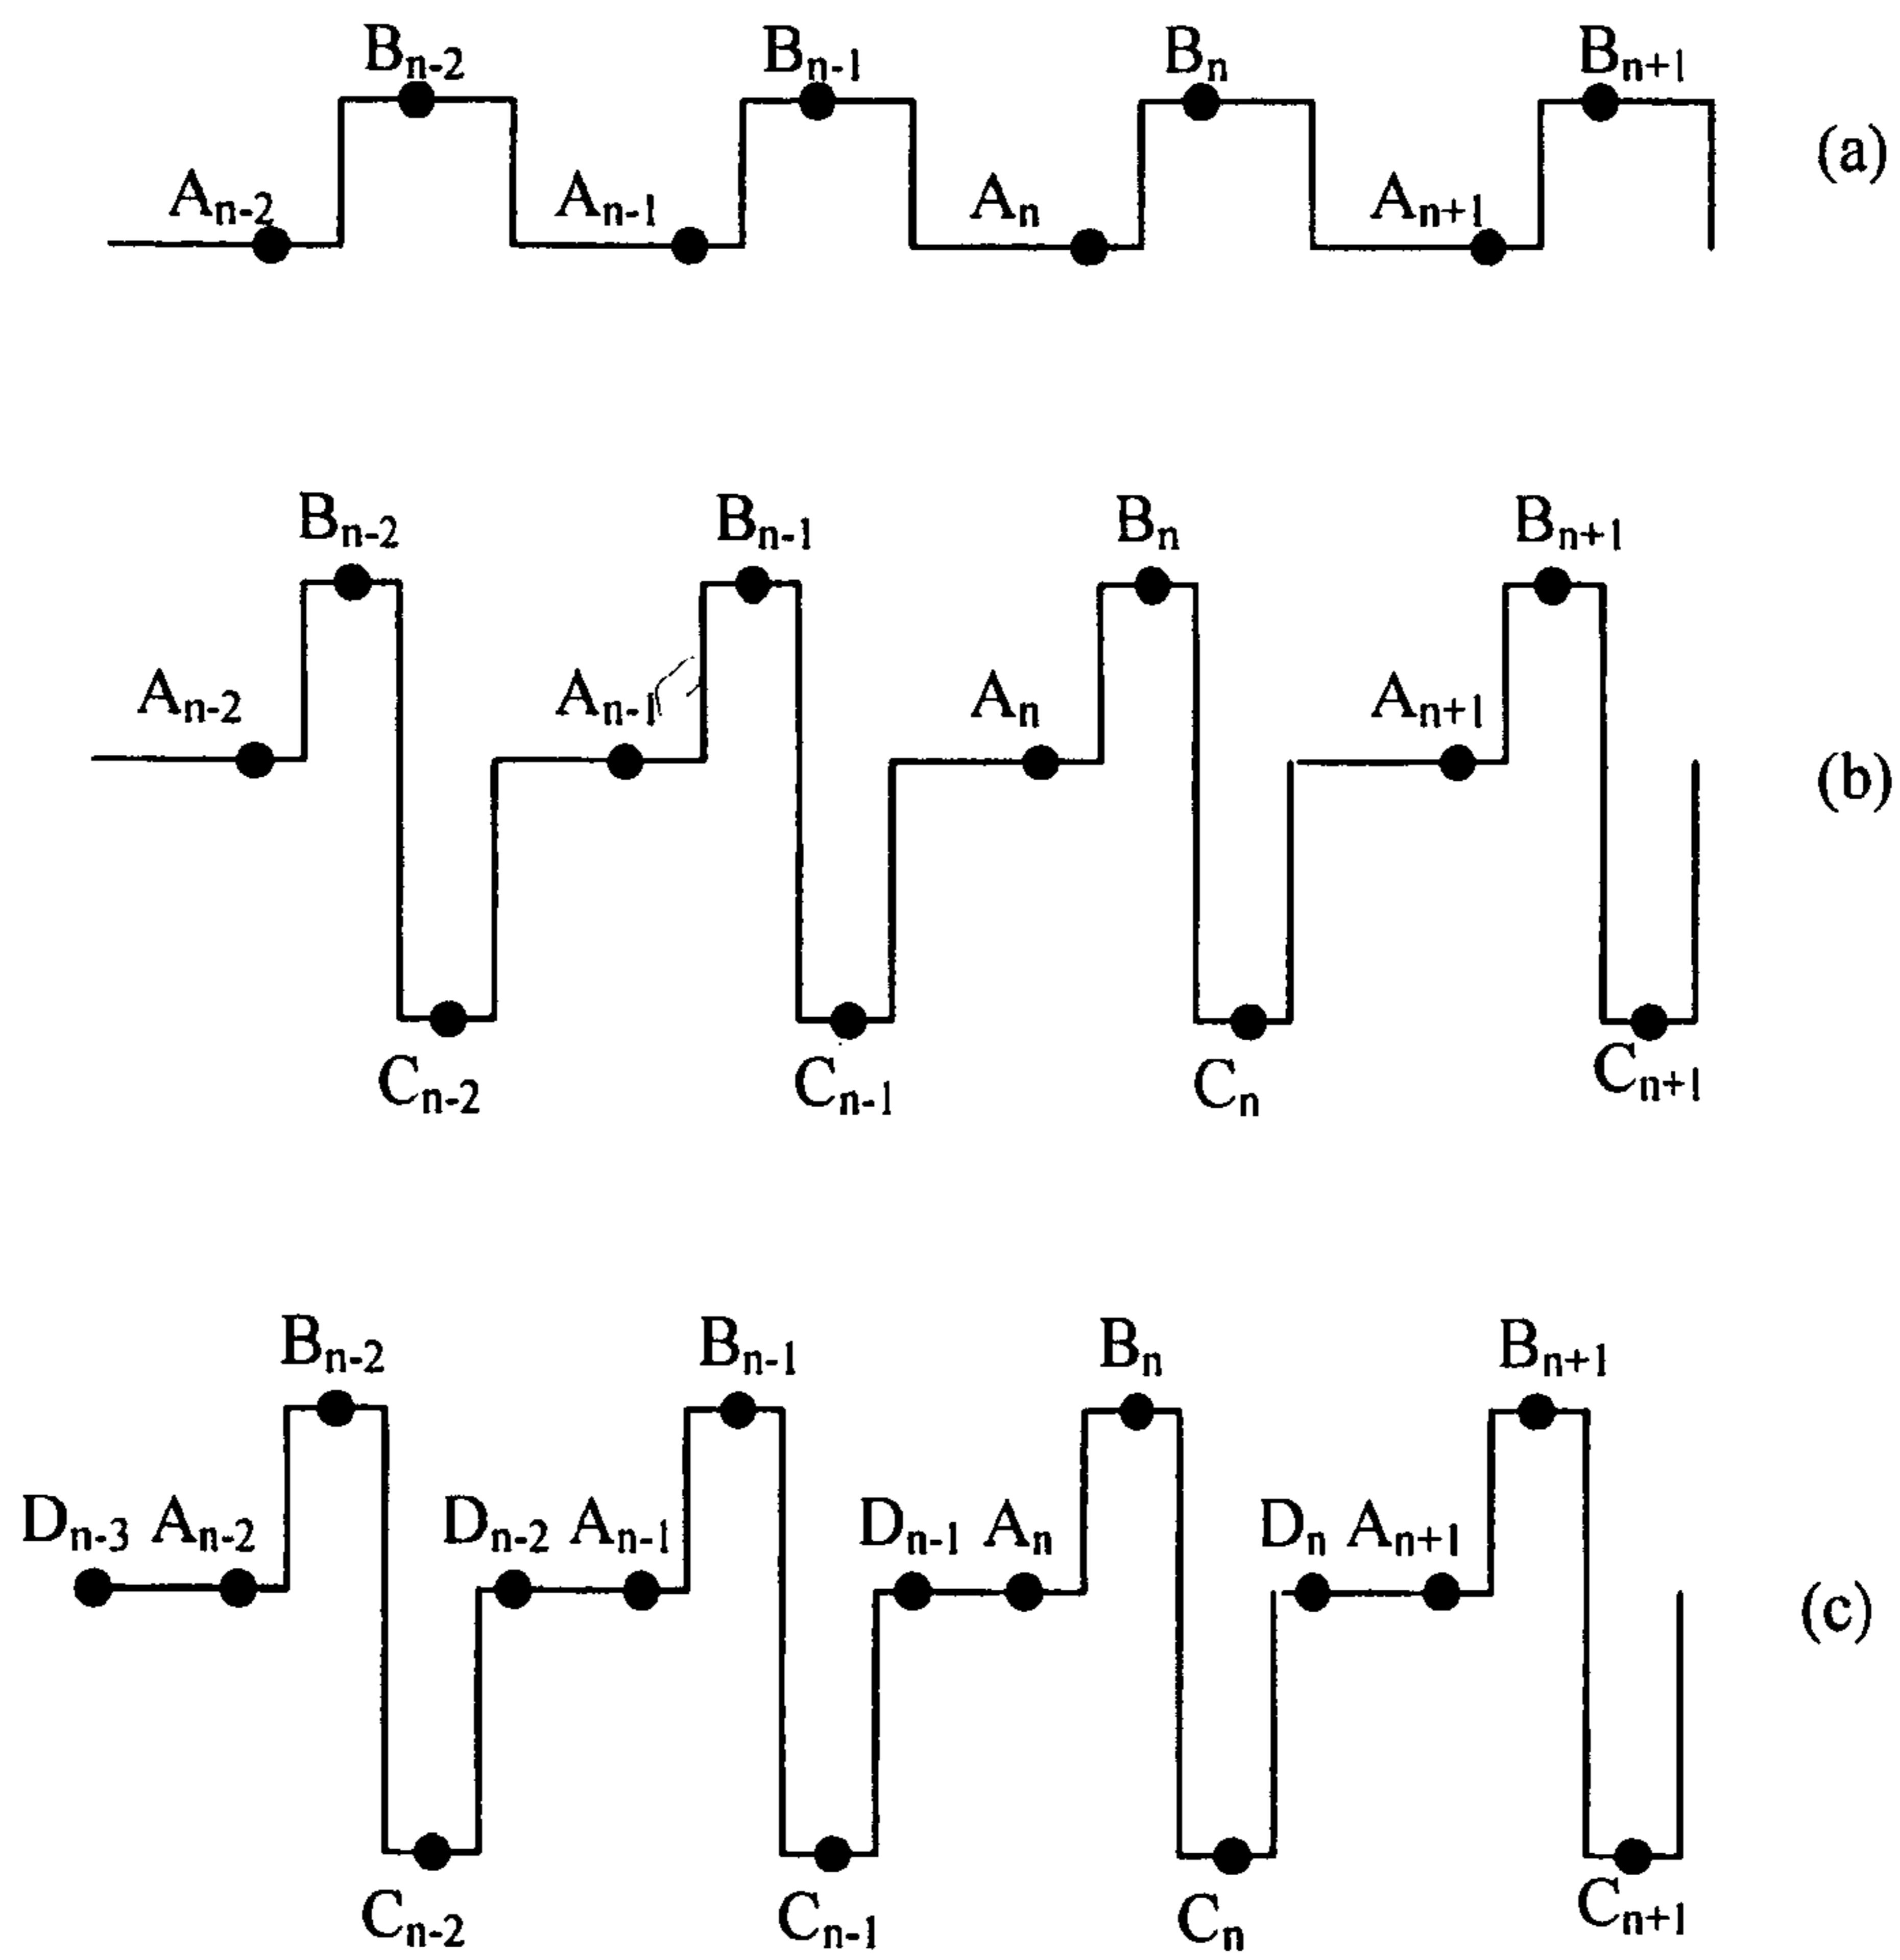 B_{n-2} B_{n-1} B_n B_{n+1}
(a)
A_{n-2} A_{n-1} A_n A_{n+1}
B_{n-2} B_{n-1} B_n B_{n+1}
A_{n-2} A_{n-1} A_n A_{n+1}
(b)
C_{n-2} C_{n-1} C_n C_{n+1}
B_{n-2} B_{n-1} B_n B_{n+1}
D_{n-3} A_{n-2} D_{n-2} A_{n-1} D_{n-1} A_n D_n A_{n+1}
(c)
C_{n-2} C_{n-1} C_n C_{n+1}